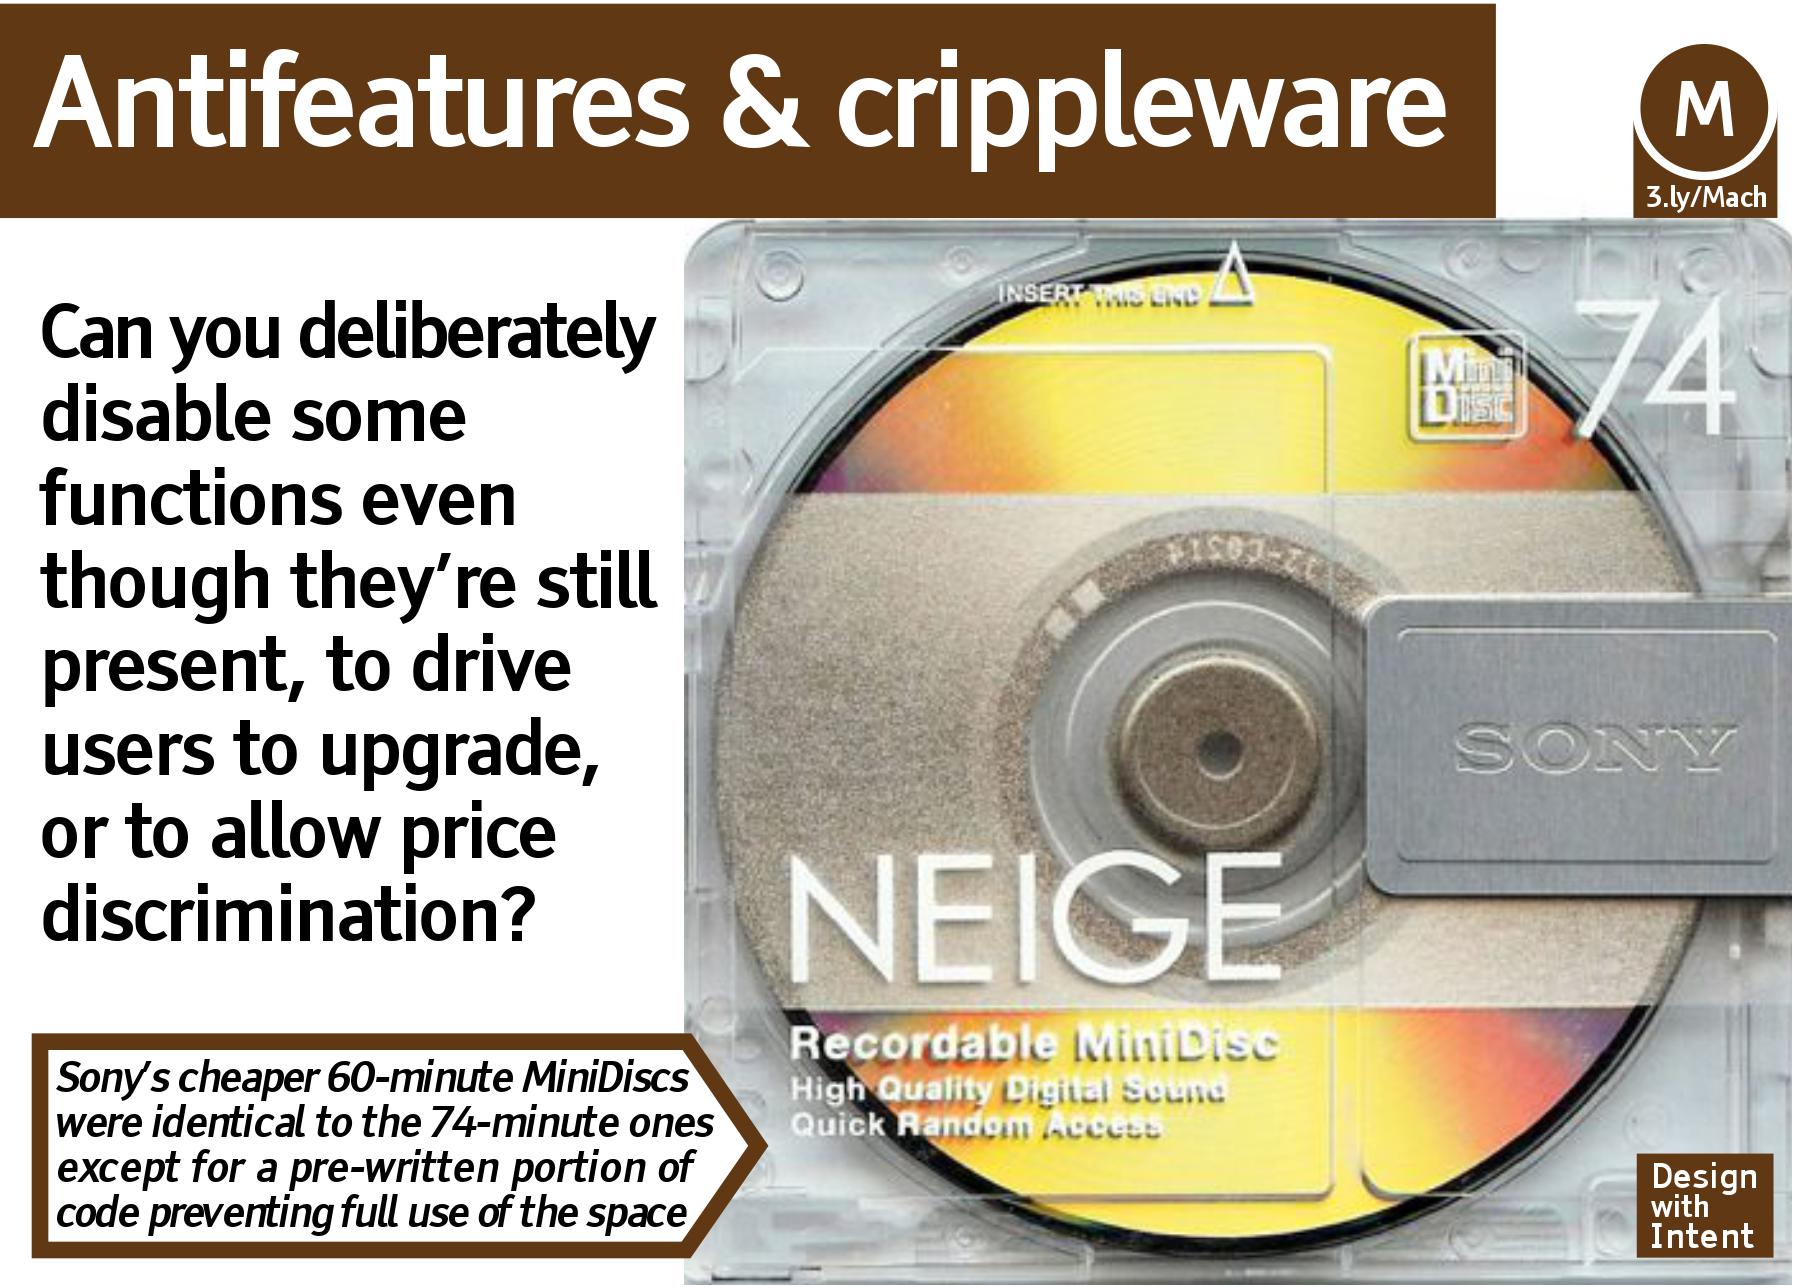 Antifeatures & crippleware
M
3.ly/Mach
Can you deliberately
disable some
functions even
though they’re still
present, to drive
users to upgrade,
or to allow price
discrimination?
INSERT THIS END
Mini
Disc
74
SONY
NEIGE
Recordable MiniDisc
High Quality Digital Sound
Quick Random Access
Sony’s cheaper 60-minute MiniDiscs
were identical to the 74-minute ones
except for a pre-written portion of
code preventing full use of the space
Design
with
Intent